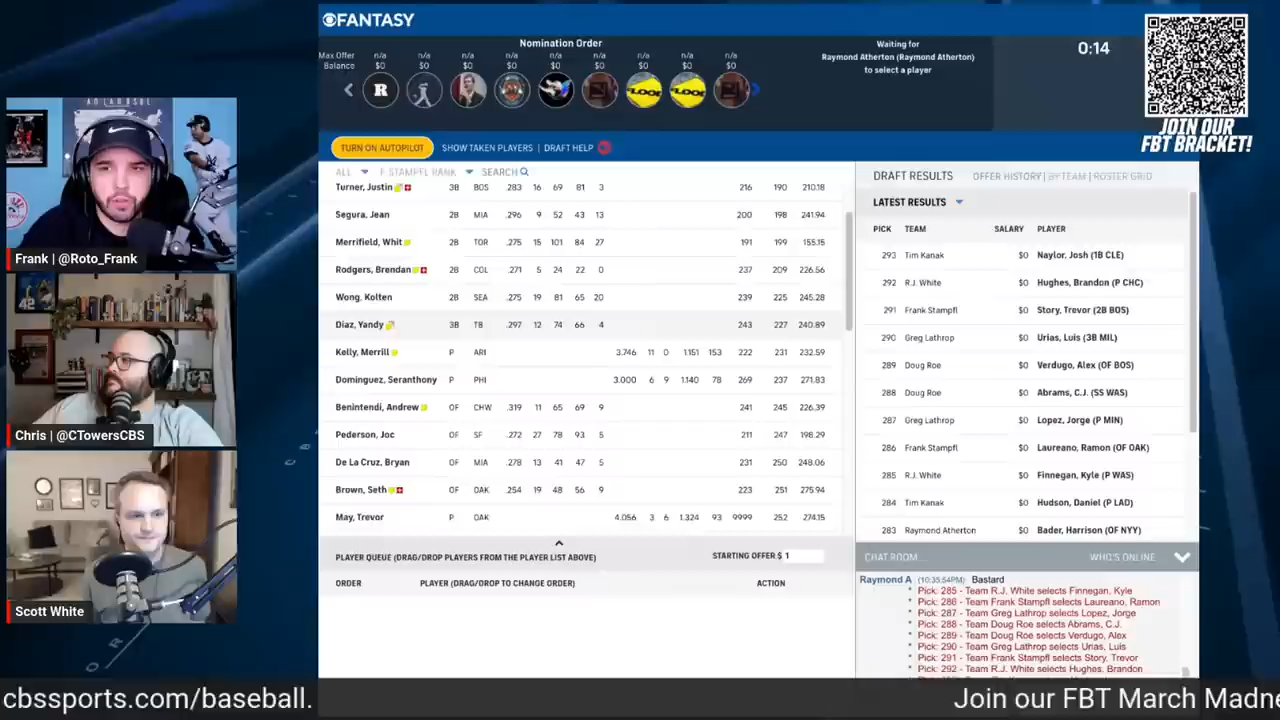 FANTASY
Nomination Order
Max Offer n/a n/a n/a n/a n/a n/a n/a n/a n/a
Balance $0 $0 $0 $0 $0 $0 $0 $0 $0
R
Waiting for
Raymond Atherton (Raymond Atherton)
to select a player
0:14
JOIN OUR
FBT BRACKET!
TURN ON AUTOPILOT SHOW TAKEN PLAYERS | DRAFT HELP
ALL F. STAMPFL RANK SEARCH
Turner, Justin 3B BOS .283 16 69 81 3 216 190 210.18
Segura, Jean 2B MIA .296 9 52 43 13 200 198 241.94
Merrifield, Whit 2B TOR .275 15 101 84 27 191 199 155.15
Rodgers, Brendan 2B COL .271 5 24 22 0 237 209 226.56
Wong, Kolten 2B SEA .275 19 81 65 20 239 225 245.28
Diaz, Yandy 3B TB .297 12 74 66 4 243 227 240.89
Kelly, Merrill P ARI 3.746 11 0 1.151 153 222 231 232.59
Dominguez, Seranthony P PHI 3.000 6 9 1.140 78 269 237 271.83
Benintendi, Andrew OF CHW .319 11 65 69 9 241 245 226.39
Pederson, Joc OF SF .272 27 78 93 5 211 247 198.29
De La Cruz, Bryan OF MIA .278 13 41 47 5 231 250 248.06
Brown, Seth OF OAK .254 19 48 56 9 223 251 275.94
May, Trevor P OAK 4.056 3 6 1.324 93 9999 252 274.15
PLAYER QUEUE (DRAG/DROP PLAYERS FROM THE PLAYER LIST ABOVE) STARTING OFFER $ 1
ORDER PLAYER (DRAG/DROP TO CHANGE ORDER) ACTION
DRAFT RESULTS OFFER HISTORY | BY TEAM | ROSTER GRID
LATEST RESULTS
PICK TEAM SALARY PLAYER
293 Tim Kanak $0 Naylor, Josh (1B CLE)
292 R.J. White $0 Hughes, Brandon (P CHC)
291 Frank Stampfl $0 Story, Trevor (2B BOS)
290 Greg Lathrop $0 Urias, Luis (3B MIL)
289 Doug Roe $0 Verdugo, Alex (OF BOS)
288 Doug Roe $0 Abrams, C.J. (SS WAS)
287 Greg Lathrop $0 Lopez, Jorge (P MIN)
286 Frank Stampfl $0 Laureano, Ramon (OF OAK)
285 R.J. White $0 Finnegan, Kyle (P WAS)
284 Tim Kanak $0 Hudson, Daniel (P LAD)
283 Raymond Atherton $0 Bader, Harrison (OF NYY)
CHAT ROOM... WHO'S ONLINE
Raymond A (10:35:54PM) Bastard
* Pick: 285 - Team R.J. White selects Finnegan, Kyle
* Pick: 286 - Team Frank Stampfl selects Laureano, Ramon
* Pick: 287 - Team Greg Lathrop selects Lopez, Jorge
* Pick: 288 - Team Doug Roe selects Abrams, C.J.
* Pick: 289 - Team Doug Roe selects Verdugo, Alex
* Pick: 290 - Team Greg Lathrop selects Urias, Luis
* Pick: 291 - Team Frank Stampfl selects Story, Trevor
* Pick: 292 - Team R.J. White selects Hughes, Brandon
Frank | @Roto_Frank
42
Chris | @CTowersCBS
Scott White
cbssports.com/baseball. Join our FBT March Madne